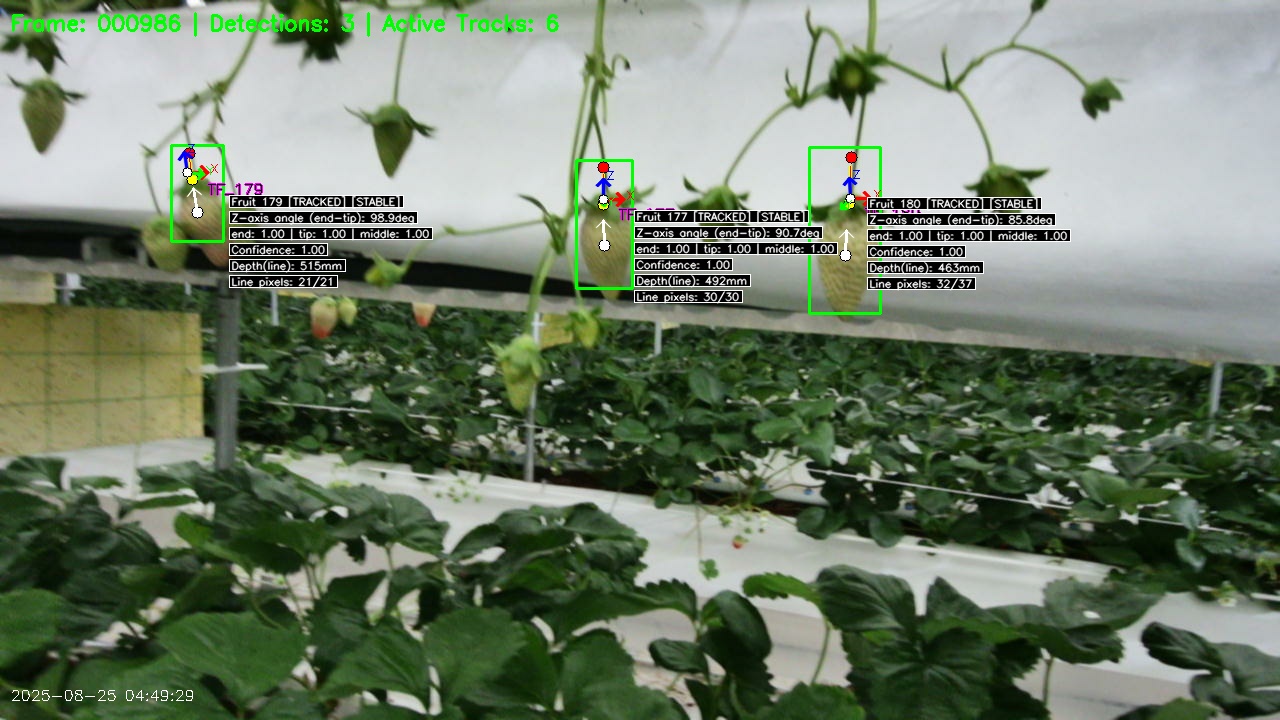 Frame: 000986 | Detections: 3 | Active Tracks: 6
Z
X
TF_179
Fruit 179 [TRACKED] [STABLE]
Z-axis angle (end-tip): 98.9deg
end: 1.00 | tip: 1.00 | middle: 1.00
Confidence: 1.00
Depth(line): 515mm
Line pixels: 21/21
Z
X
Fruit 177 [TRACKED] [STABLE]
Z-axis angle (end-tip): 90.7deg
end: 1.00 | tip: 1.00 | middle: 1.00
Confidence: 1.00
Depth(line): 492mm
Line pixels: 30/30
Z
X
Fruit 180 [TRACKED] [STABLE]
Z-axis angle (end-tip): 85.8deg
end: 1.00 | tip: 1.00 | middle: 1.00
Confidence: 1.00
Depth(line): 463mm
Line pixels: 32/37
2025-08-25 04:49:29